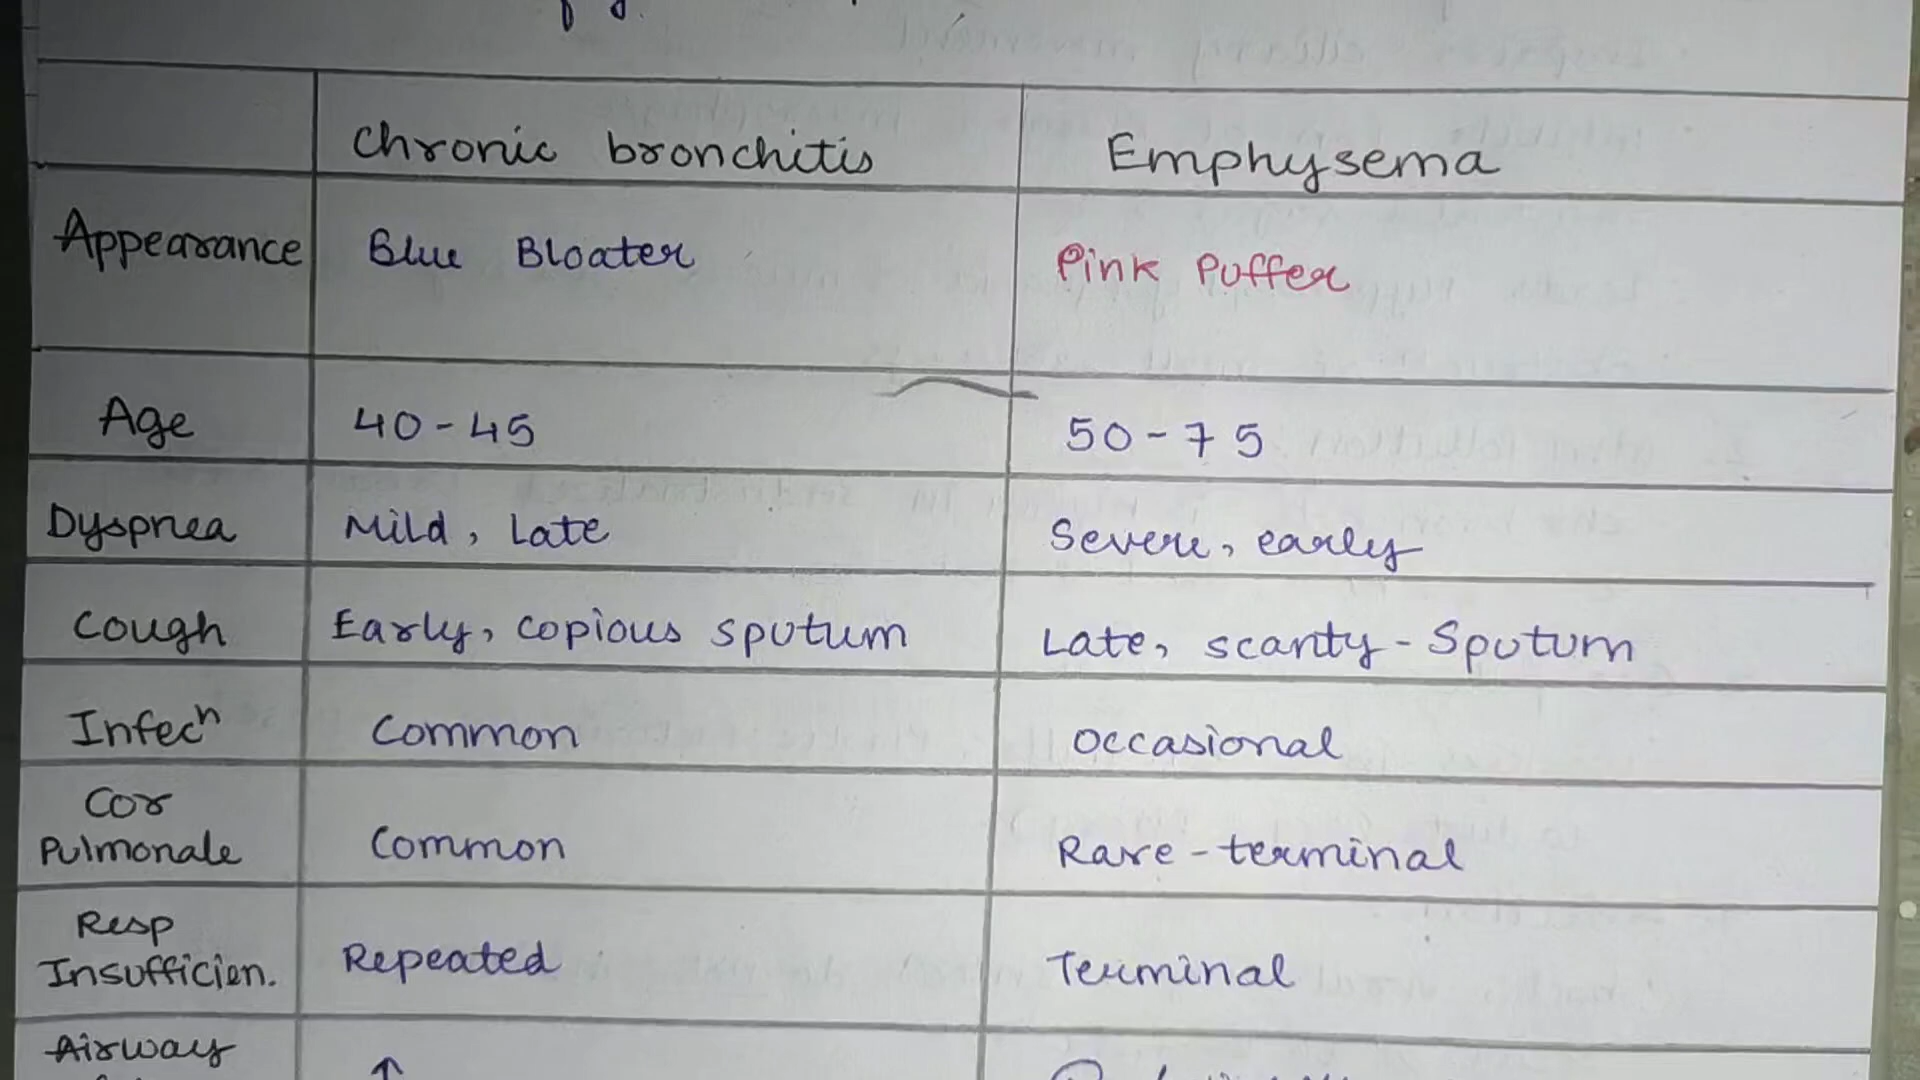 Chronic bronchitis Emphysema
Appearance Blue Bloater Pink Puffer
Age 40-45 50-75
Dyspnea Mild, Late Severe, early
Cough Early, copious sputum Late, scanty-Sputum
Infecⁿ Common Occasional
Cor
Pulmonale Common Rare-terminal
Resp
Insufficien. Repeated Terminal
Airway
↑